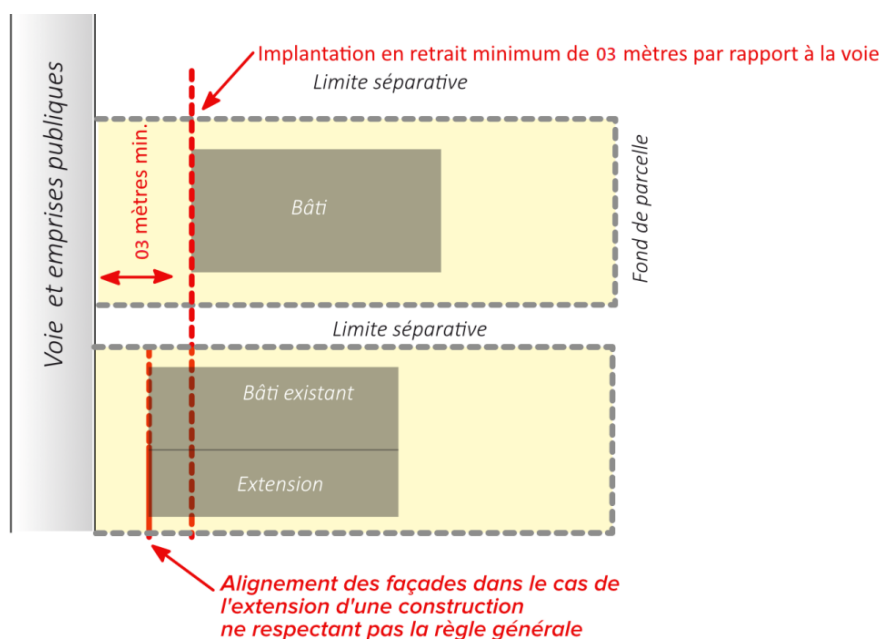 Implantation en retrait minimum de 03 mètres par rapport à la voie
Limite séparative
Voie et emprises publiques
03 mètres min.
Bâti
Fond de parcelle
Limite séparative
Bâti existant
Extension
Alignement des façades dans le cas de
l'extension d'une construction
ne respectant pas la règle générale